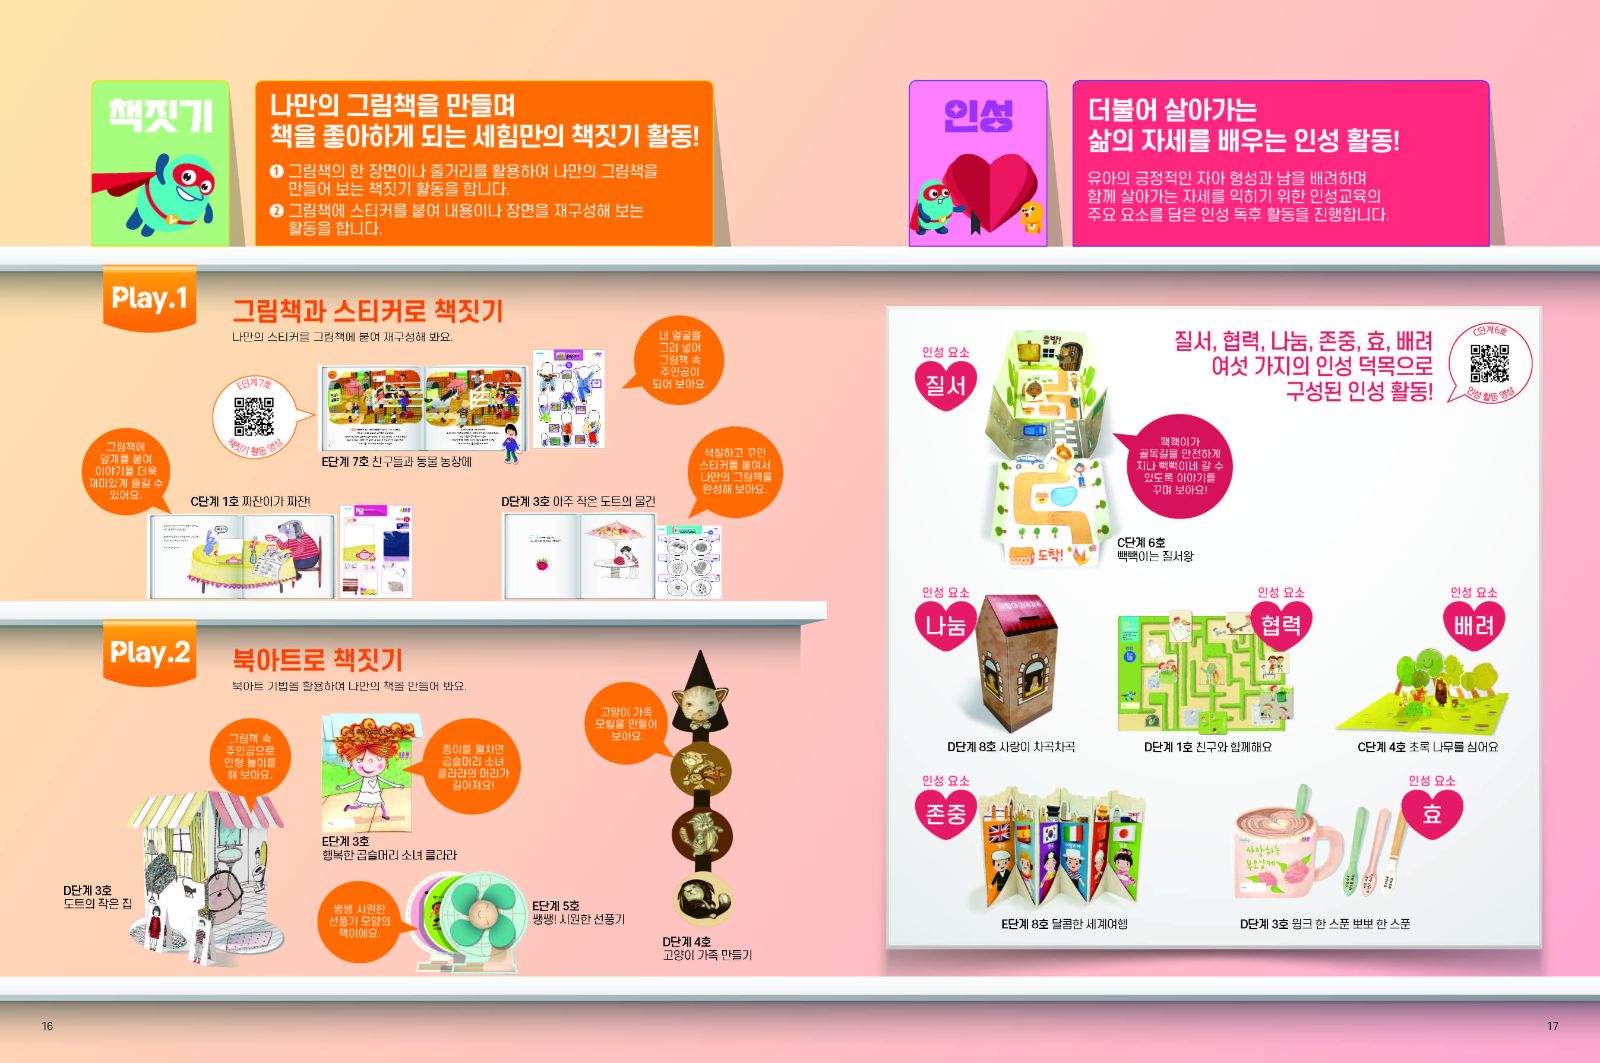 책짓기
나만의 그림책을 만들며
책을 좋아하게 되는 세힘만의 책짓기 활동!
❶ 그림책의 한 장면이나 줄거리를 활용하여 나만의 그림책을
만들어 보는 책짓기 활동을 합니다.
❷ 그림책에 스티커를 붙여 내용이나 장면을 재구성해 보는
활동을 합니다.
Play.1
그림책과 스티커로 책짓기
나만의 스티커를 그림책에 붙여 재구성해 봐요.
내 얼굴을
그려 넣어
그림책 속
주인공이
되어 보아요.
E단계 7호
책짓기 활동 영상
E단계 7호 친구들과 동물 농장에
그림책에
덮개를 붙여
이야기를 더욱
재미있게 즐길 수
있어요.
C단계 1호 짜잔이가 짜잔!
색칠하고 꾸민
스티커를 붙여서
나만의 그림책을
완성해 보아요.
D단계 3호 아주 작은 도트의 물건
Play.2
북아트로 책짓기
북아트 기법을 활용하여 나만의 책을 만들어 봐요.
그림책 속
주인공으로
인형 놀이를
해 보아요.
D단계 3호
도트의 작은 집
종이를 펼치면
곱슬머리 소녀
클라라의 머리가
길어져요!
E단계 3호
행복한 곱슬머리 소녀 클라라
쌩쌩 시원한
선풍기 모양의
책이에요.
E단계 5호
쌩쌩! 시원한 선풍기
고양이 가족
모빌을 만들어
보아요.
D단계 4호
고양이 가족 만들기
16
인성
더불어 살아가는
삶의 자세를 배우는 인성 활동!
유아의 긍정적인 자아 형성과 남을 배려하며
함께 살아가는 자세를 익히기 위한 인성교육의
주요 요소를 담은 인성 독후 활동을 진행합니다.
질서, 협력, 나눔, 존중, 효, 배려
여섯 가지의 인성 덕목으로
구성된 인성 활동!
C단계 6호
인성 활동 영상
인성 요소
질서
출발!
도착!
꽥꽥이가
골목길을 안전하게
지나 빽빽이네 갈 수
있도록 이야기를
꾸며 보아요!
C단계 6호
빽빽이는 질서왕
인성 요소
나눔
D단계 8호 사랑이 차곡차곡
인성 요소
협력
D단계 1호 친구와 함께해요
인성 요소
배려
C단계 4호 초록 나무를 심어요
인성 요소
존중
E단계 8호 달콤한 세계여행
인성 요소
효
사랑하는
부모님께
D단계 3호 윙크 한 스푼 뽀뽀 한 스푼
17